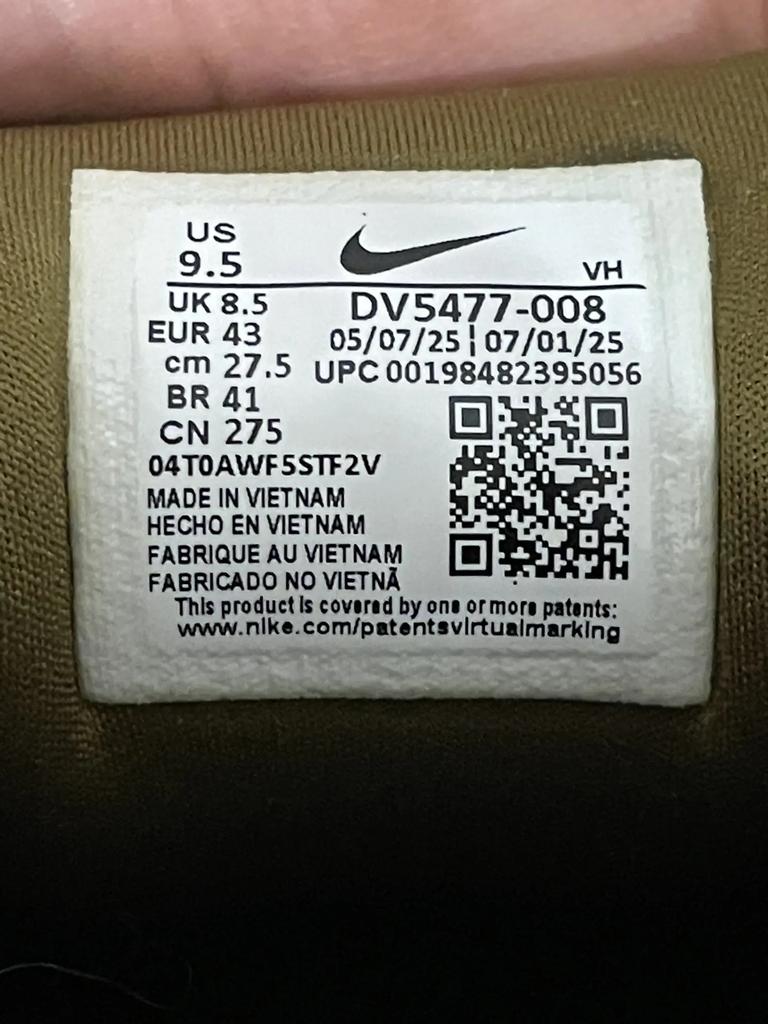 US
9.5
VH
UK 8.5
EUR 43
cm 27.5
BR 41
CN 275
DV5477-008
05/07/25 | 07/01/25
UPC 00198482395056
04T0AWF5STF2V
MADE IN VIETNAM
HECHO EN VIETNAM
FABRIQUE AU VIETNAM
FABRICADO NO VIETNÃ
This product is covered by one or more patents:
www.nike.com/patentsvirtualmarking